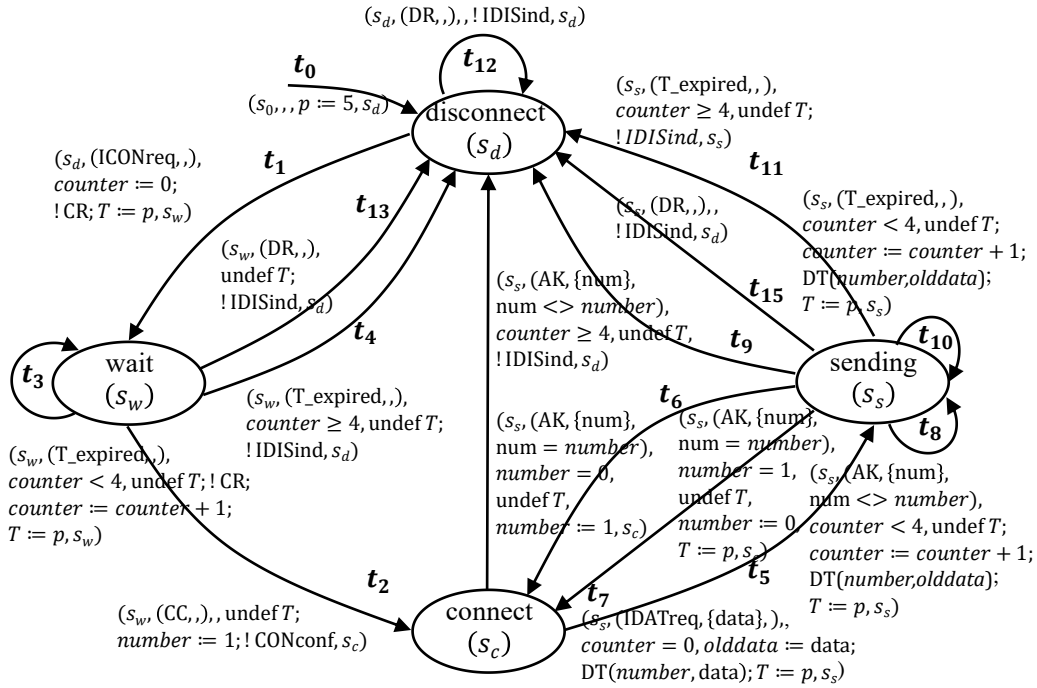 (s_d, (DR,,),, ! IDISind, s_d)
t_0
t_12
(s_0,,, p := 5, s_d)
disconnect
(s_d)
(s_s, (T_expired,, ),
counter ≥ 4, undef T;
! IDISind, s_s)
t_1
(s_d, (ICONreq,,),
counter := 0;
! CR; T := p, s_w)
t_11
t_13
(s_s, (T_expired,, ),
counter < 4, undef T;
counter := counter + 1;
DT(number,olddata);
T := p, s_s)
(s_s, (DR,,),,
! IDISind, s_d)
(s_w, (DR,,),
undef T;
! IDISind, s_d)
(s_s, (AK, {num},
num <> number),
counter ≥ 4, undef T,
! IDISind, s_d)
t_15
t_4
t_9
t_10
t_3
wait
(s_w)
sending
(s_s)
t_6
t_8
(s_w, (T_expired,,),
counter ≥ 4, undef T;
! IDISind, s_d)
(s_s, (AK, {num},
num = number),
number = 0,
undef T,
number := 1, s_c)
(s_s, (AK, {num},
num = number),
number = 1,
undef T,
number := 0
T := p, s_c)
(s_w, (T_expired,,),
counter < 4, undef T; ! CR;
counter := counter + 1;
T := p, s_w)
(s_s, (AK, {num},
num <> number),
counter < 4, undef T;
counter := counter + 1;
DT(number,olddata);
T := p, s_s)
t_2
t_5
t_7
connect
(s_c)
(s_w, (CC,,),, undef T;
number := 1; ! CONconf, s_c)
(s_s, (IDATreq, {data}, ),,
counter = 0, olddata := data;
DT(number, data); T := p, s_s)